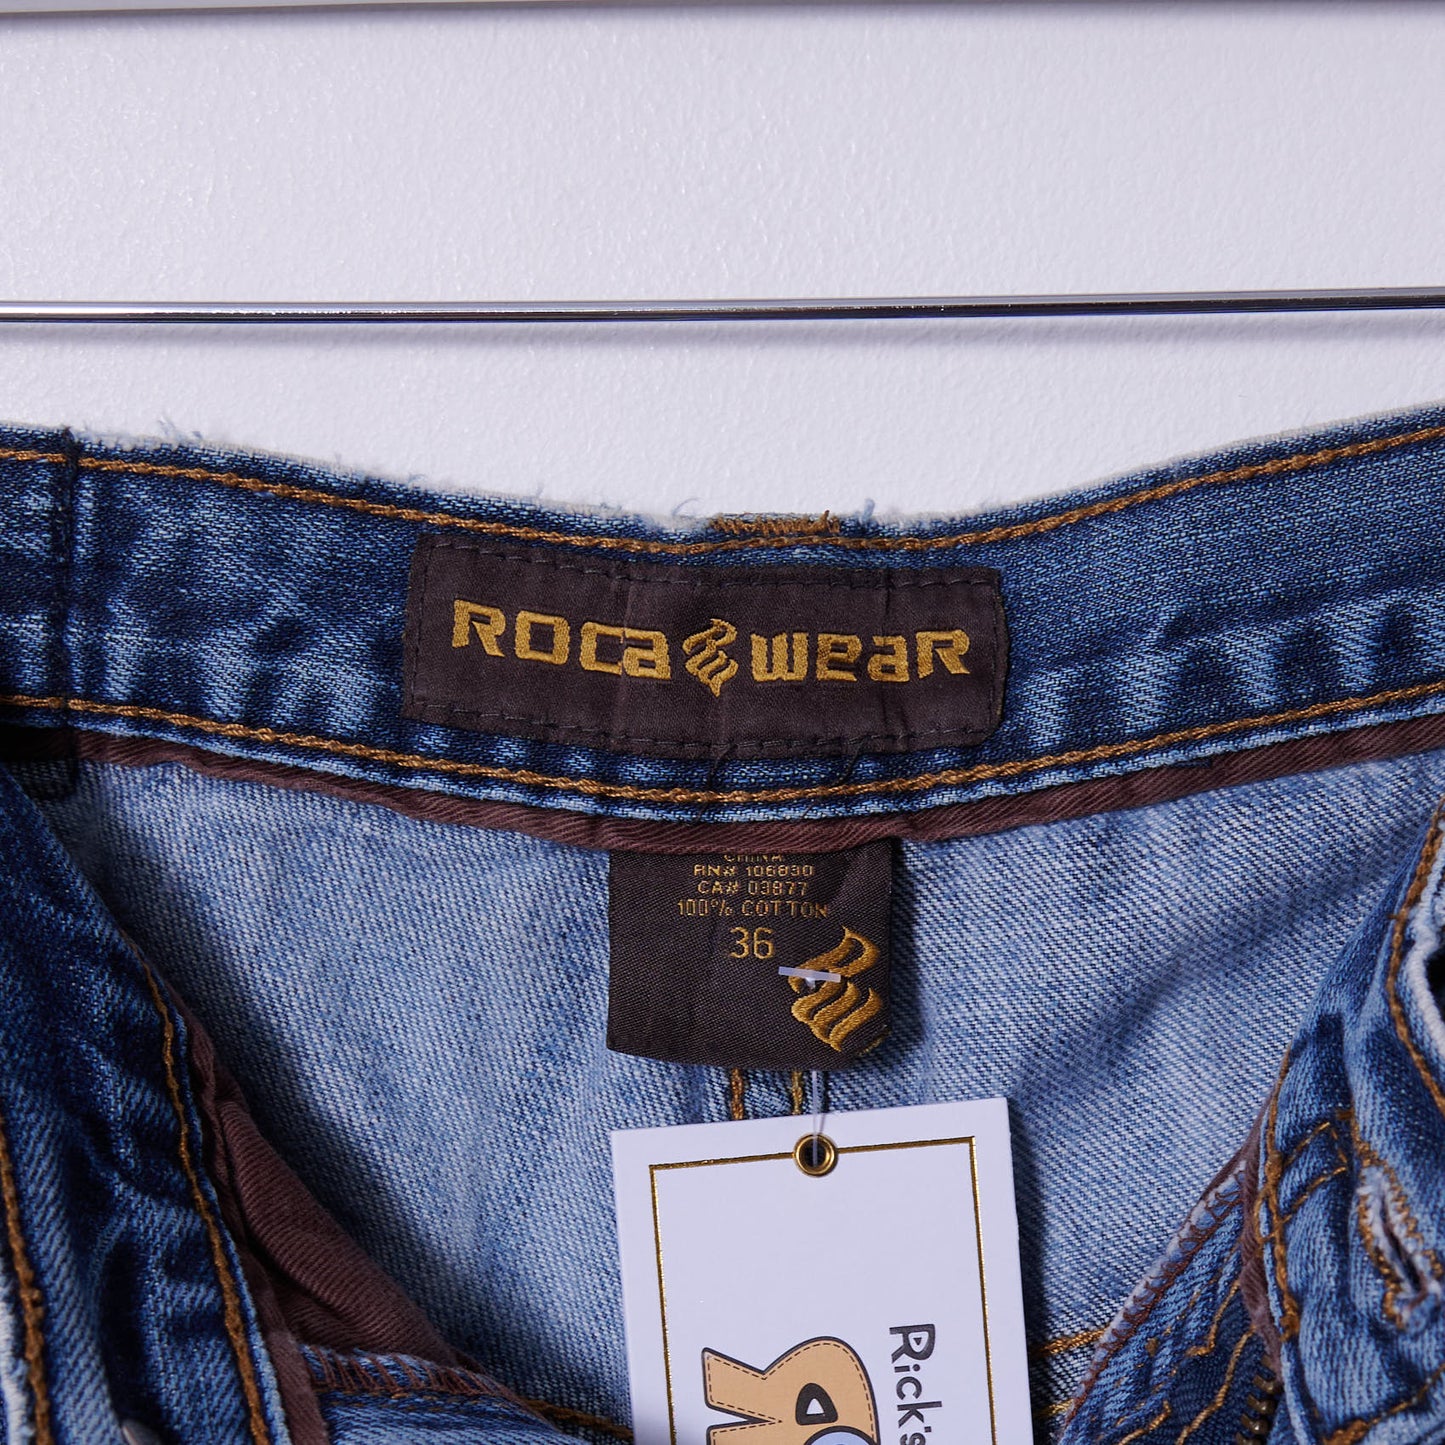 ROCA WEAR
CHINA
RN# 106830
CA# 03877
100% COTTON
36
Rick's